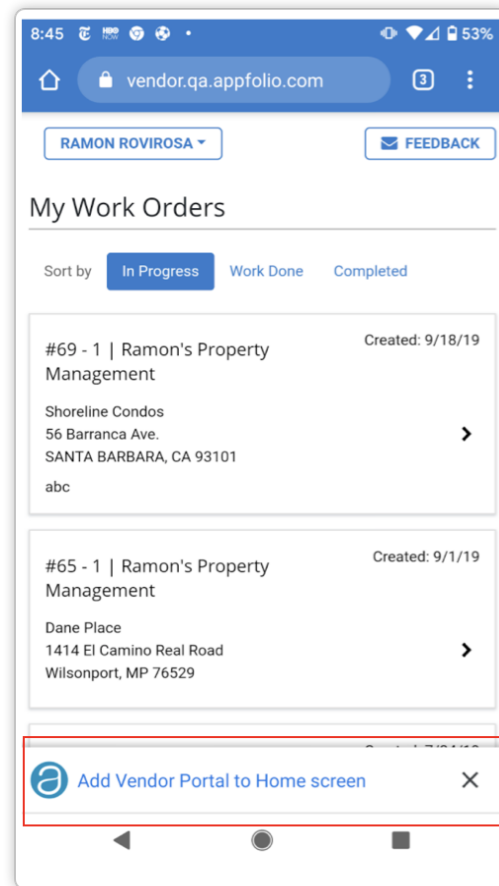 8:45 53%
vendor.qa.appfolio.com 3
RAMON ROVIROSA FEEDBACK
My Work Orders
Sort by In Progress Work Done Completed
#69 - 1 | Ramon's Property Management Created: 9/18/19
Shoreline Condos
56 Barranca Ave.
SANTA BARBARA, CA 93101
abc
#65 - 1 | Ramon's Property Management Created: 9/1/19
Dane Place
1414 El Camino Real Road
Wilsonport, MP 76529
a Add Vendor Portal to Home screen